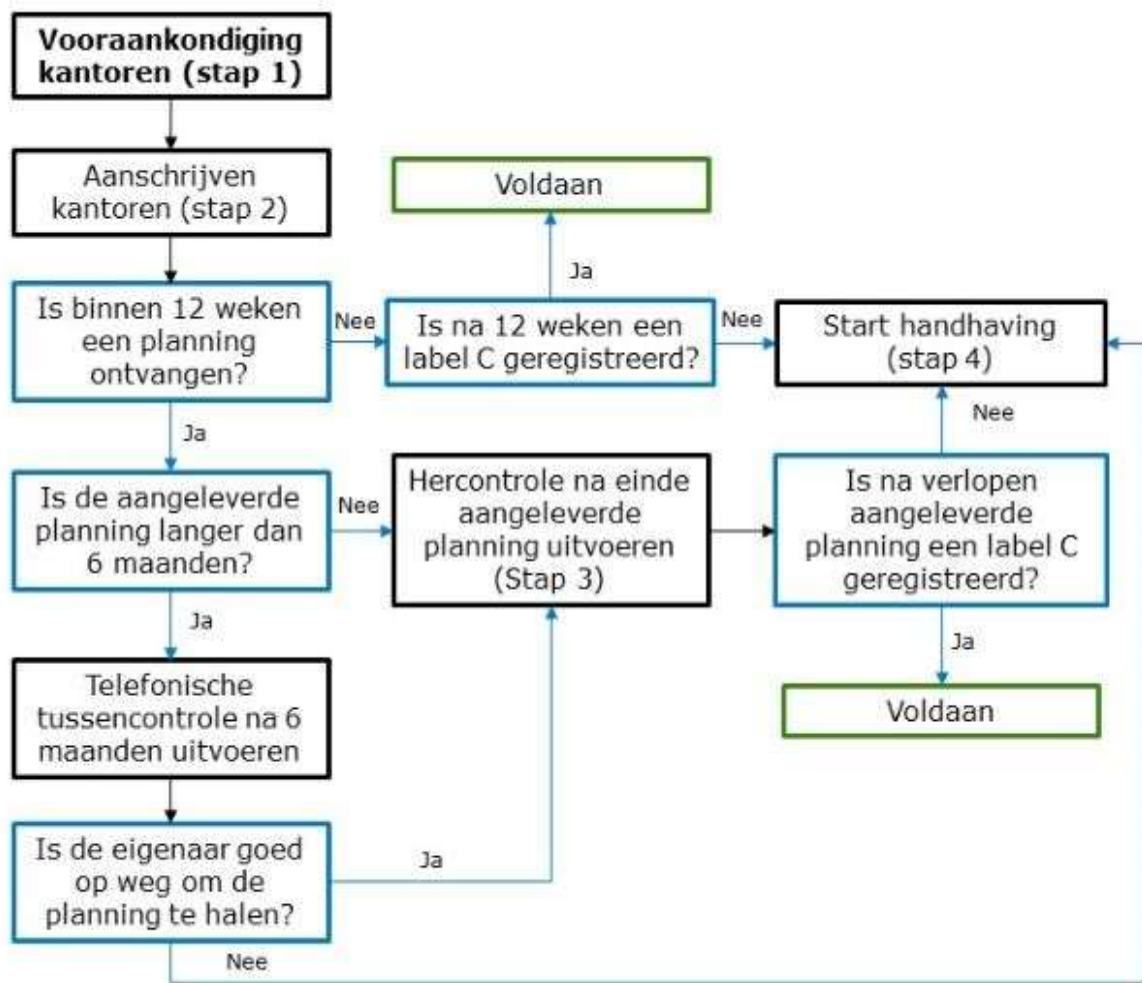 Vooraankondiging
kantoren (stap 1)
Aanschrijven
kantoren (stap 2)
Voldaan
Ja
Is binnen 12 weken
een planning
ontvangen?
Nee
Is na 12 weken een
label C geregistreerd?
Nee
Start handhaving
(stap 4)
Nee
Ja
Is de aangeleverde
planning langer dan
6 maanden?
Nee
Hercontrole na einde
aangeleverde
planning uitvoeren
(Stap 3)
Is na verlopen
aangeleverde
planning een label C
geregistreerd?
Ja
Ja
Voldaan
Telefonische
tussencontrole na 6
maanden uitvoeren
Is de eigenaar goed
op weg om de
planning te halen?
Ja
Nee